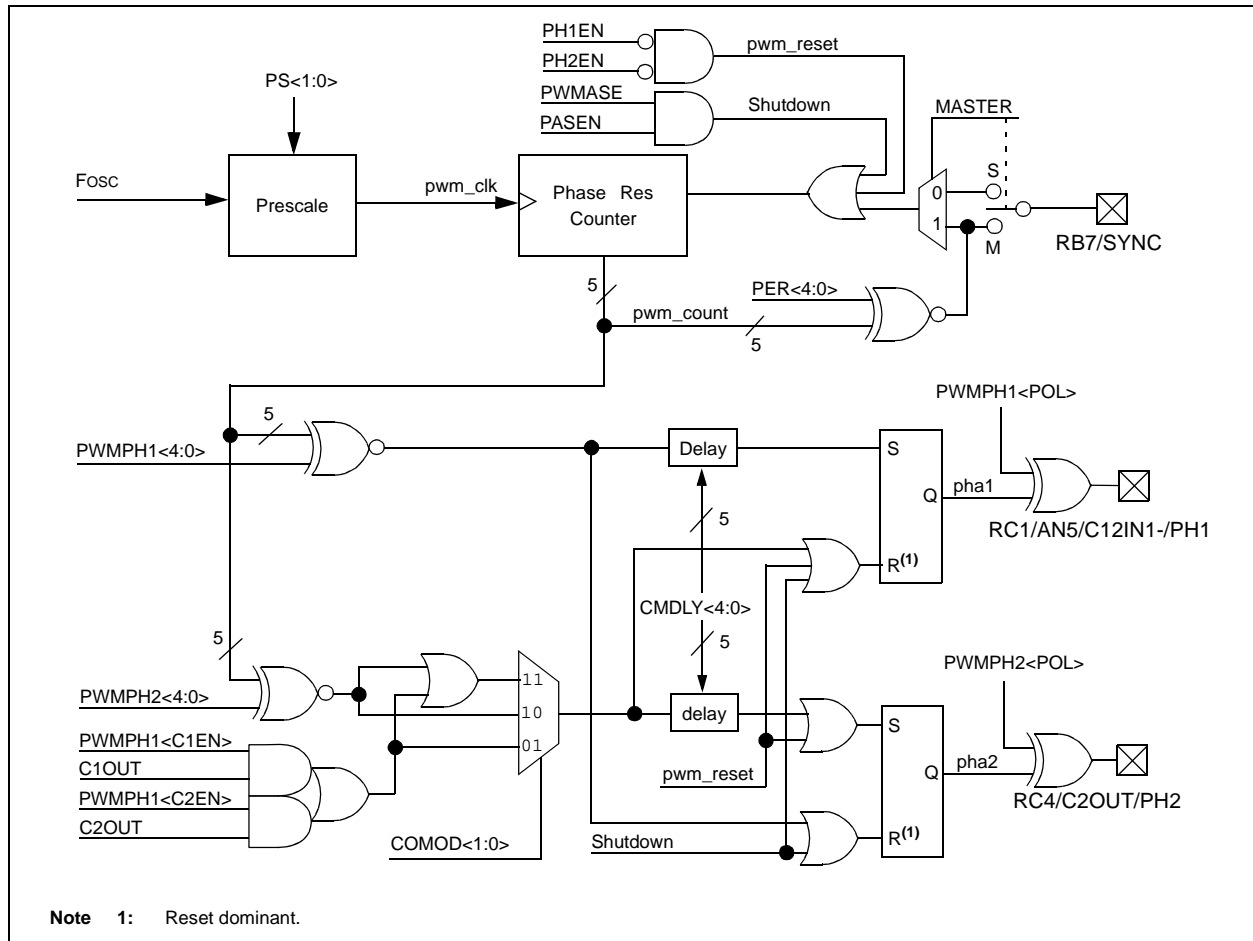 PH1EN
pwm_reset
PH2EN
PS<1:0>
PWMASE
Shutdown
MASTER
PASEN
FOSC
pwm_clk
Prescale
Phase Res
Counter
S
0
1
M
RB7/SYNC
5
PER<4:0>
pwm_count
5
PWMPH1<POL>
5
PWMPH1<4:0>
Delay
S
Q
pha1
RC1/AN5/C12IN1-/PH1
5
R(1)
CMDLY<4:0>
5
5
PWMPH2<POL>
11
PWMPH2<4:0>
10
delay
S
PWMPH1<C1EN>
01
C1OUT
pwm_reset
Q
pha2
PWMPH1<C2EN>
RC4/C2OUT/PH2
C2OUT
COMOD<1:0>
Shutdown
R(1)
Note 1: Reset dominant.